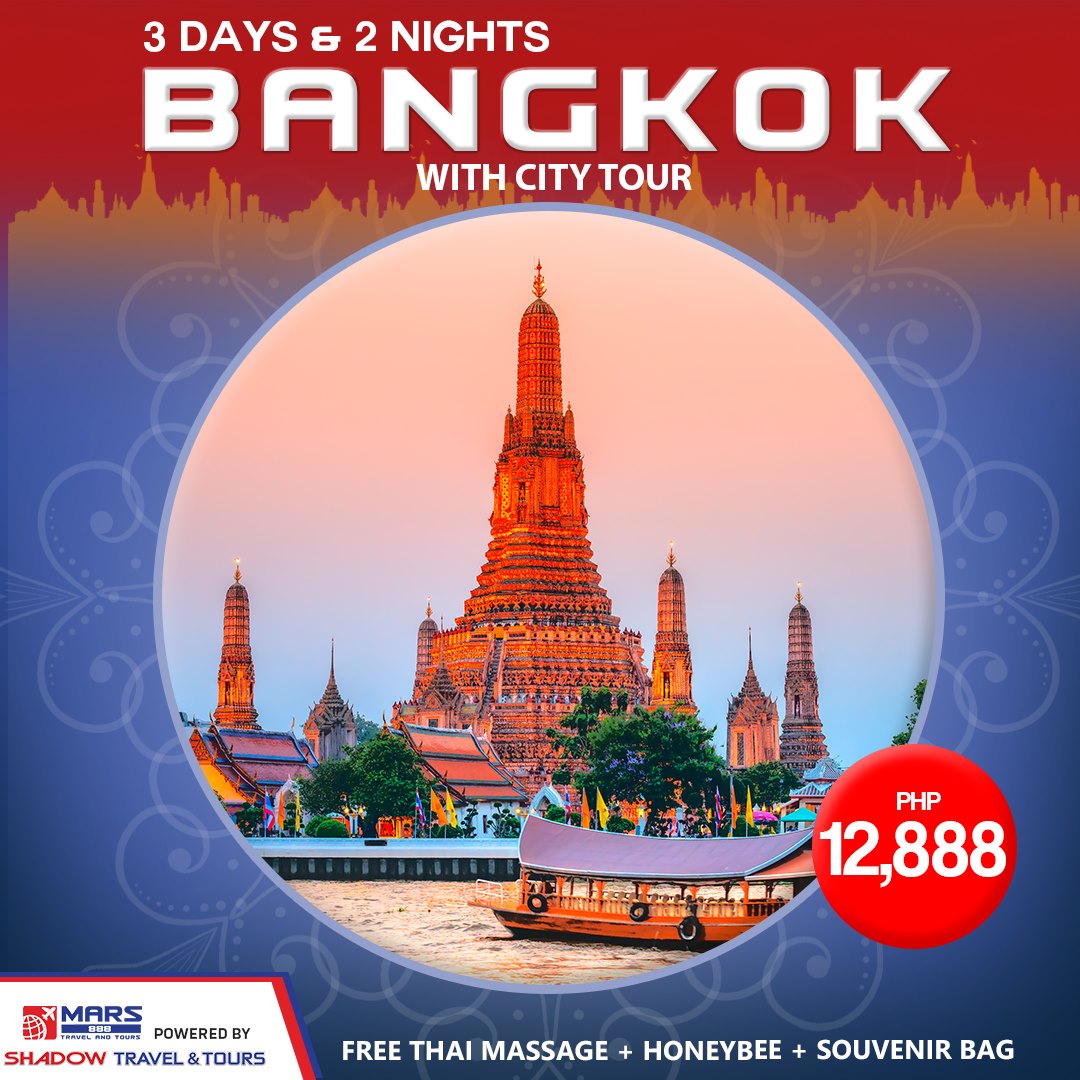 3 DAYS & 2 NIGHTS
BANGKOK
WITH CITY TOUR
PHP
12,888
MARS
888
TRAVEL AND TOURS
POWERED BY
SHADOW TRAVEL & TOURS
FREE THAI MASSAGE + HONEYBEE + SOUVENIR BAG